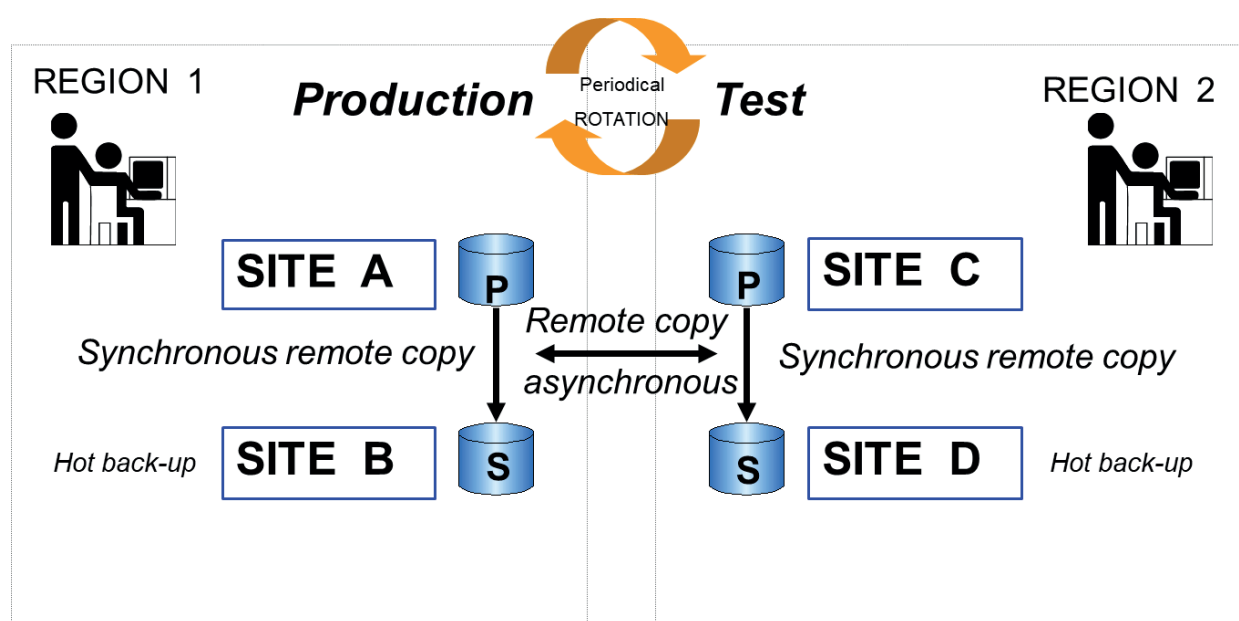 REGION 1
Production
Periodical
ROTATION
Test
REGION 2
SITE A
P
P
SITE C
Synchronous remote copy
Remote copy
asynchronous
Synchronous remote copy
Hot back-up
SITE B
S
S
SITE D
Hot back-up